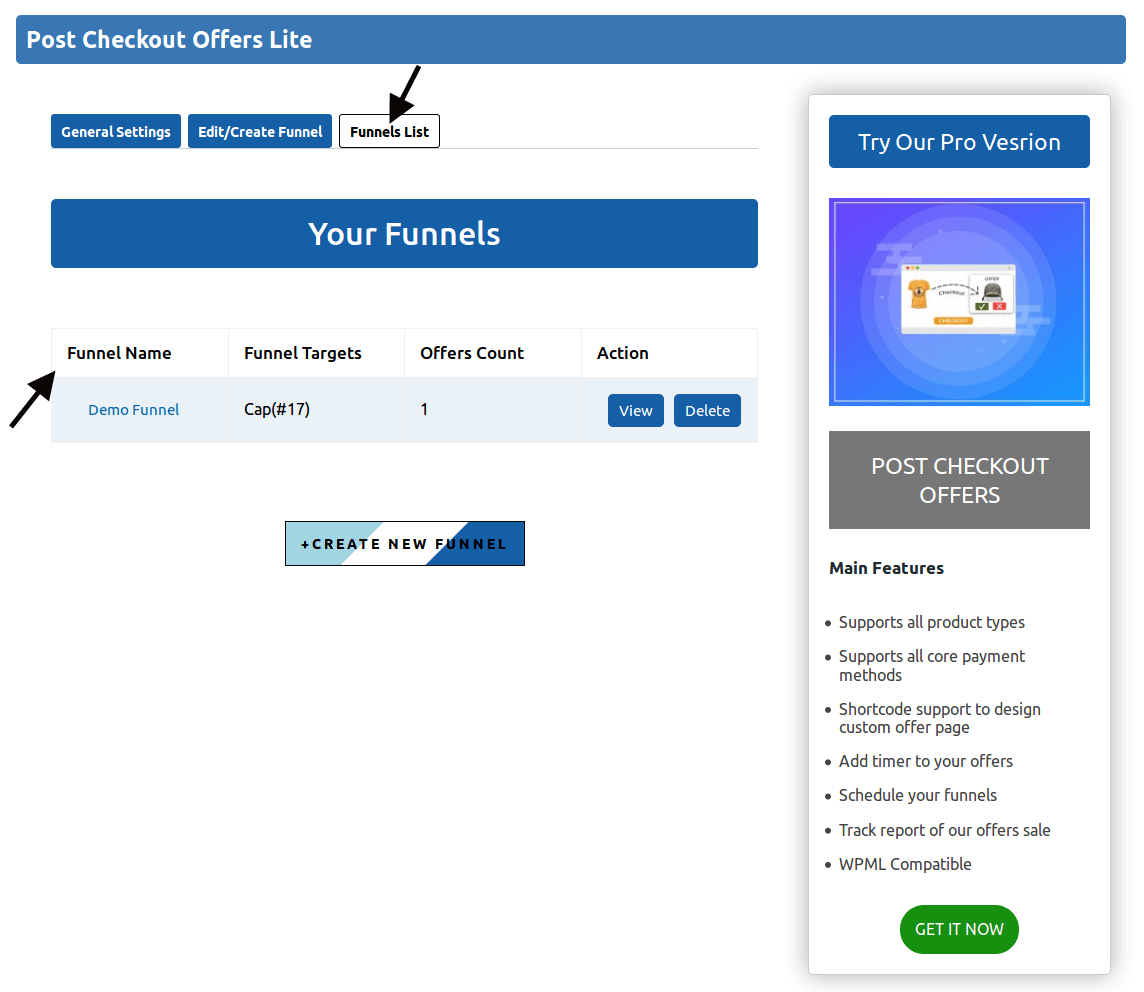 Post Checkout Offers Lite
General Settings
Edit/Create Funnel
Funnels List
Your Funnels
Funnel Name Funnel Targets Offers Count Action
Demo Funnel Cap(#17) 1 View Delete
+CREATE NEW FUNNEL
Try Our Pro Vesrion
OFFER
Checkout
CHECKOUT
POST CHECKOUT
OFFERS
Main Features
Supports all product types
Supports all core payment
methods
Shortcode support to design
custom offer page
Add timer to your offers
Schedule your funnels
Track report of our offers sale
WPML Compatible
GET IT NOW